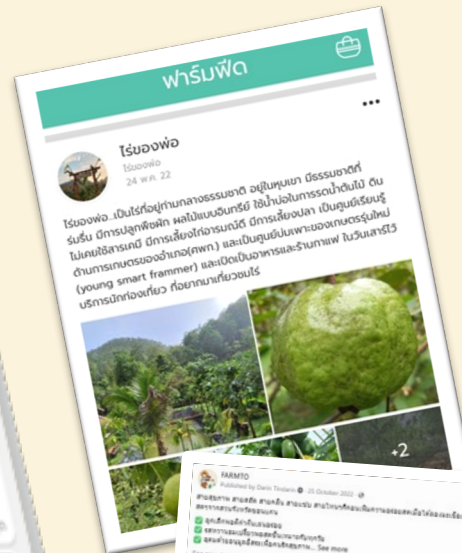 ฟาร์มฟีด
ไร่ของพ่อ
ไร่ของพ่อ
24 พ.ค. 22
ไร่ของพ่อ..เป็นไร่ที่อยู่ท่ามกลางธรรมชาติ อยู่ในหุบเขา มีธรรมชาติที่
ร่มรื่น มีการปลูกพืชผัก ผลไม้แบบอินทรีย์ ใช้น้ำบ่อในการรดน้ำต้นไม้ ดิน
ไม่เคยใช้สารเคมี มีการเลี้ยงไก่อารมณ์ดี มีการเลี้ยงปลา เป็นศูนย์เรียนรู้
ด้านการเกษตรของอำเภอ(ศพก.) และเป็นศูนย์บ่มเพาะของเกษตรรุ่นใหม่
(young smart frammer) และเปิดเป็นอาหารและร้านกาแฟ ในวันเสาร์ไว้
บริการนักท่องเที่ยว ที่อยากมาเที่ยวชมไร่
+2
FARMTO
Published by Darin Tintarin 25 October 2022
See more